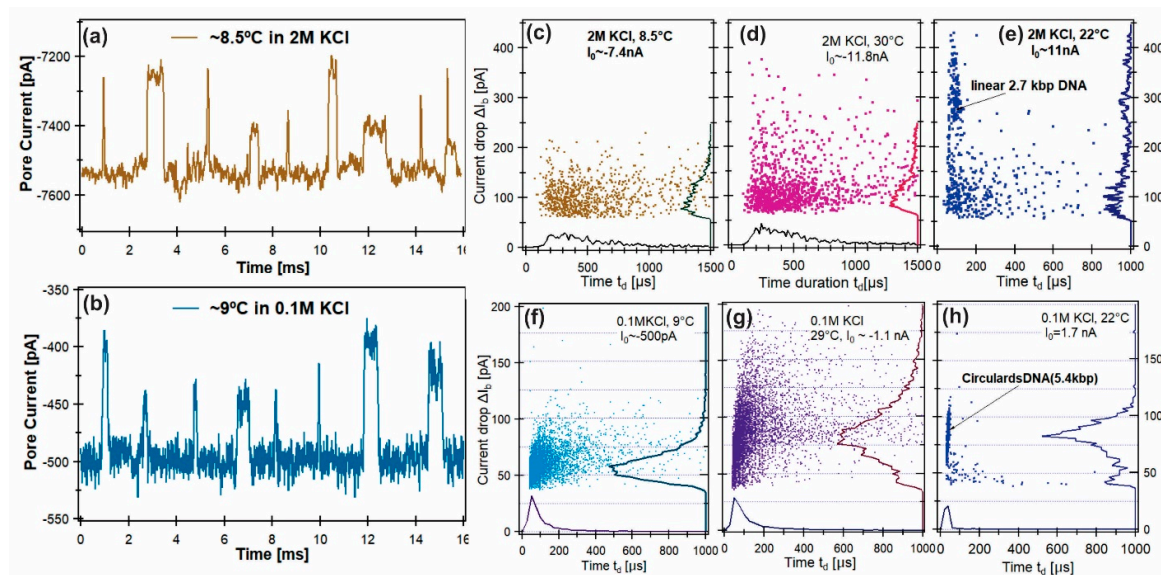 (a)
~8.5ºC in 2M KCl
Pore Current [pA]
-7200
-7400
-7600
0 2 4 6 8 10 12 14 16
Time [ms]
(b)
~9ºC in 0.1M KCl
Pore Current [pA]
-350
-400
-450
-500
-550
0 2 4 6 8 10 12 14 16
Time [ms]
(c)
2M KCl, 8.5°C
I₀~-7.4nA
Current drop ΔIb [pA]
400
300
200
100
0
0 500 1000 1500
Time td [µs]
(d)
2M KCl, 30°C
I₀~-11.8nA
0 500 1000 1500
Time duration td[µs]
(e)
2M KCl, 22°C
I₀~11nA
linear 2.7 kbp DNA
400
300
200
100
0
0 200 400 600 800 1000
Time td [µs]
(f)
0.1MKCl, 9°C
I₀~-500pA
Current drop ΔIb [pA]
200
150
100
50
0
0 200 400 600 800 1000
Time td [µs]
(g)
0.1M KCl
29°C, I₀ ~ -1.1 nA
0 200 400 600 800 1000
Time td [µs]
(h)
0.1M KCl, 22°C
I₀=1.7 nA
CirculardsDNA(5.4kbp)
150
100
50
0
0 200 400 600 800 1000
Time td [µs]